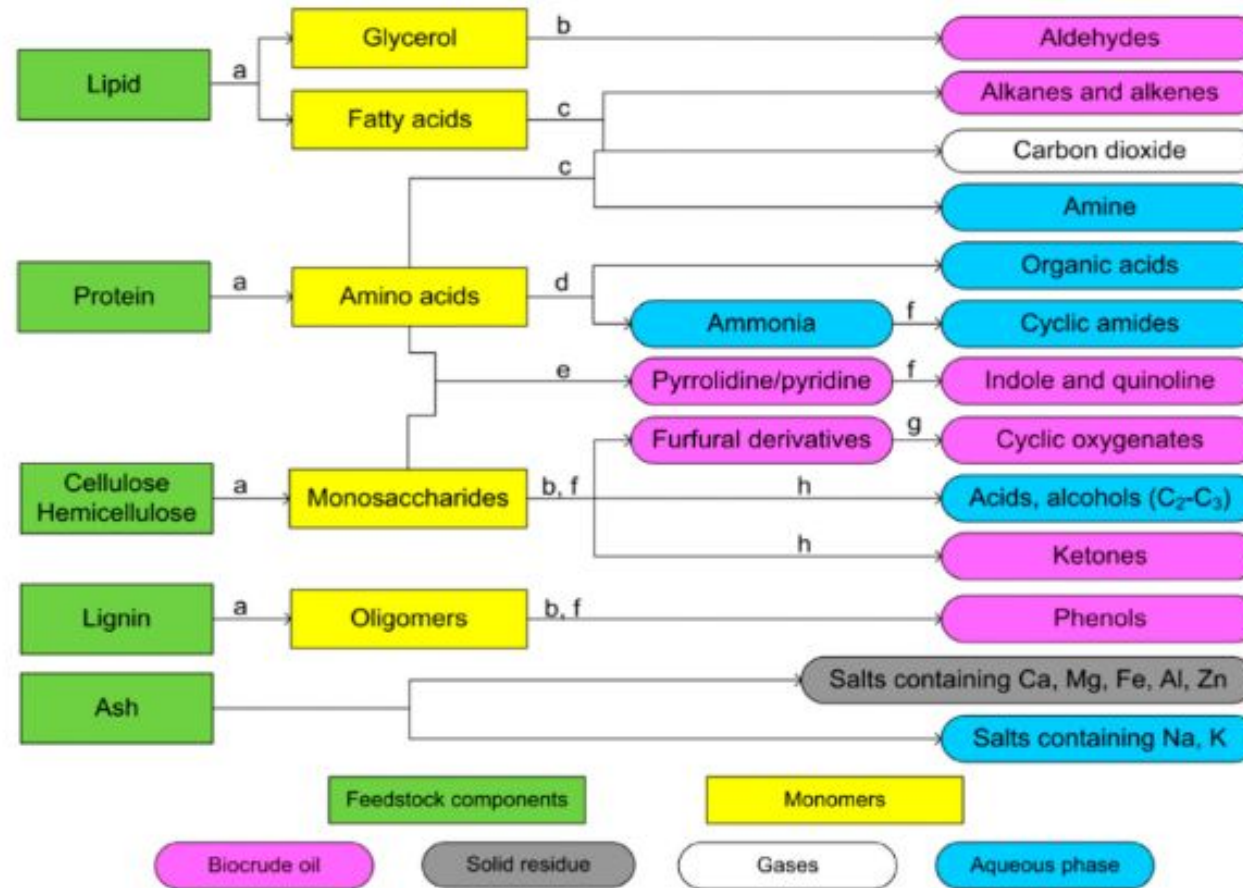 Glycerol
b
Aldehydes
Lipid
a
Alkanes and alkenes
Fatty acids
c
Carbon dioxide
c
Amine
Organic acids
Protein
a
Amino acids
d
Ammonia
f
Cyclic amides
e
Pyrrolidine/pyridine
f
Indole and quinoline
Furfural derivatives
g
Cyclic oxygenates
Cellulose
Hemicellulose
a
Monosaccharides
b, f
h
Acids, alcohols (C₂-C₃)
h
Ketones
Lignin
a
Oligomers
b, f
Phenols
Salts containing Ca, Mg, Fe, Al, Zn
Ash
Salts containing Na, K
Feedstock components
Monomers
Biocrude oil
Solid residue
Gases
Aqueous phase